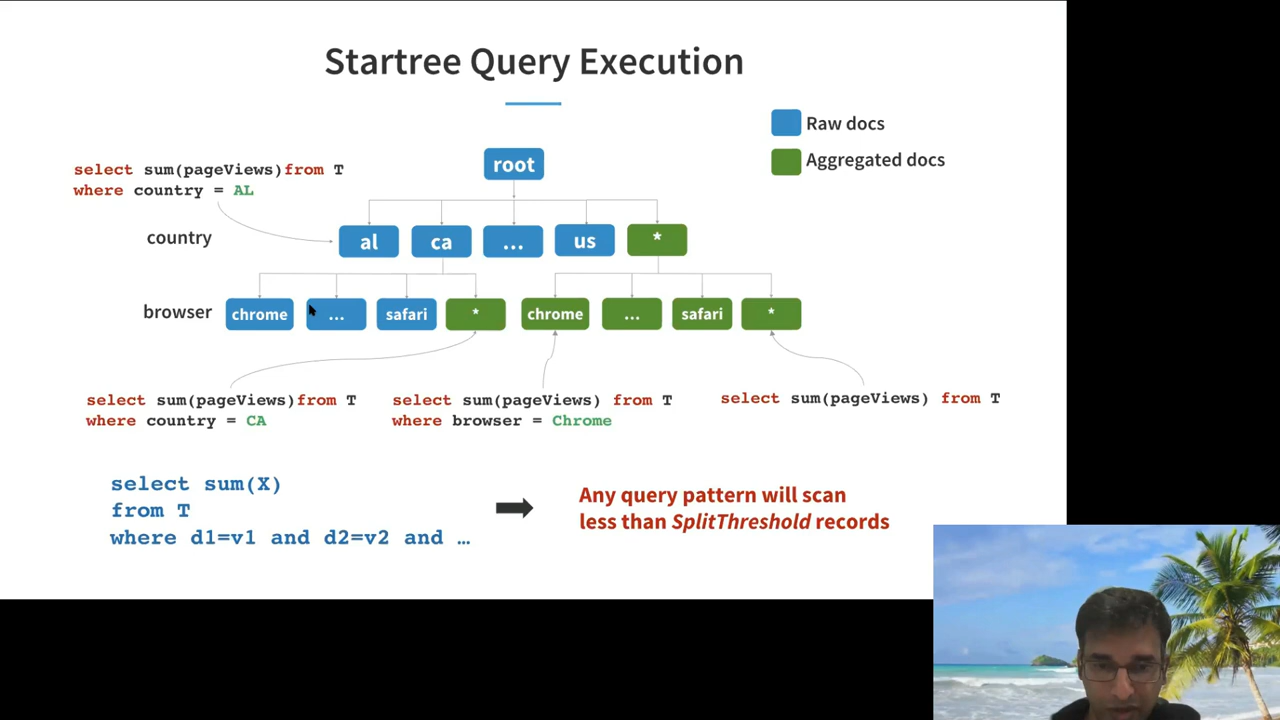 Startree Query Execution
Raw docs
Aggregated docs
select sum(pageViews)from T
where country = AL
root
country
al
ca
...
us
*
browser
chrome
...
safari
*
chrome
...
safari
*
select sum(pageViews)from T
where country = CA
select sum(pageViews) from T
where browser = Chrome
select sum(pageViews) from T
select sum(X)
from T
where d1=v1 and d2=v2 and …
Any query pattern will scan
less than SplitThreshold records